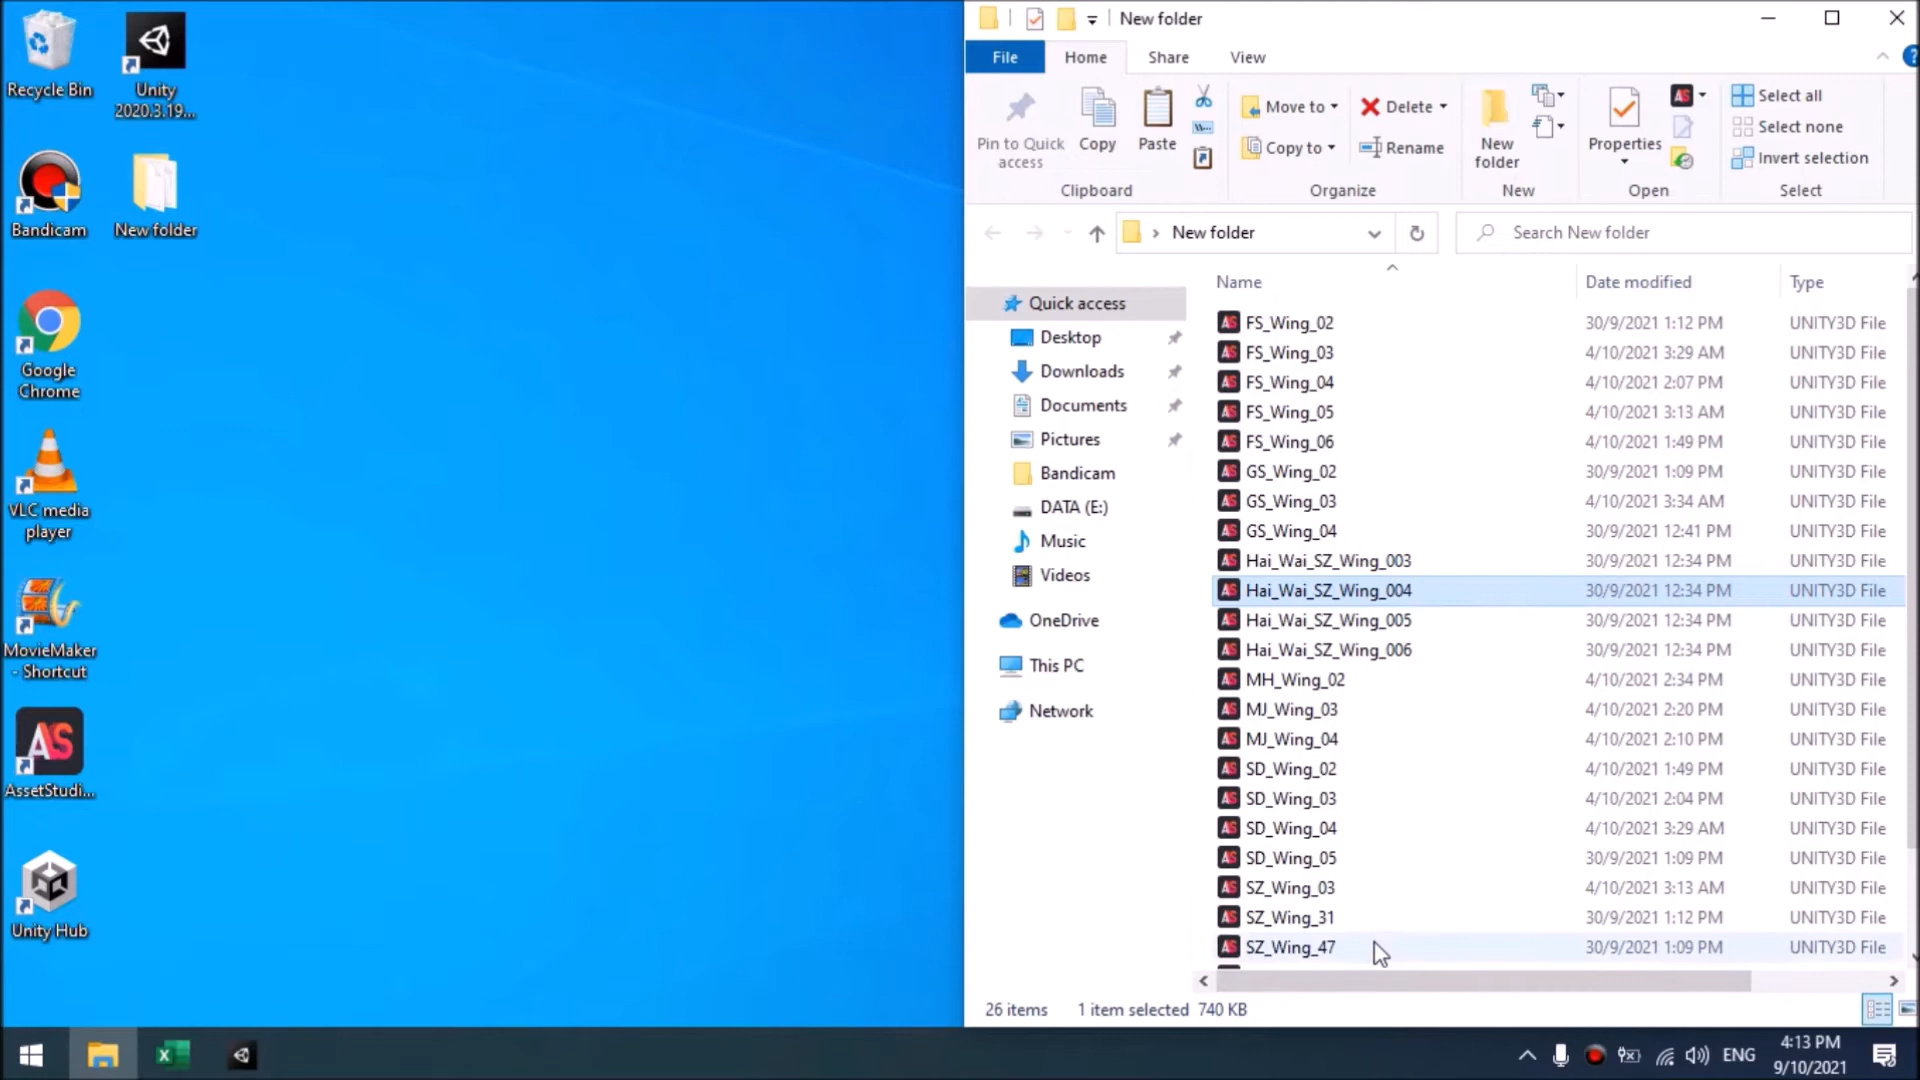 Recycle Bin
Unity
2020.3.19...
Bandicam
New folder
Google
Chrome
VLC media
player
MovieMaker
- Shortcut
AS
AssetStudi...
Unity Hub
New folder
File
Home
Share
View
Pin to Quick
access
Copy
Paste
Clipboard
Move to
Copy to
Delete
Rename
Organize
New
folder
New
Properties
Open
Select all
Select none
Invert selection
Select
New folder
Search New folder
Quick access
Desktop
Downloads
Documents
Pictures
Bandicam
DATA (E:)
Music
Videos
OneDrive
This PC
Network
Name Date modified Type
FS_Wing_02 30/9/2021 1:12 PM UNITY3D File
FS_Wing_03 4/10/2021 3:29 AM UNITY3D File
FS_Wing_04 4/10/2021 2:07 PM UNITY3D File
FS_Wing_05 4/10/2021 3:13 AM UNITY3D File
FS_Wing_06 4/10/2021 1:49 PM UNITY3D File
GS_Wing_02 30/9/2021 1:09 PM UNITY3D File
GS_Wing_03 4/10/2021 3:34 AM UNITY3D File
GS_Wing_04 30/9/2021 12:41 PM UNITY3D File
Hai_Wai_SZ_Wing_003 30/9/2021 12:34 PM UNITY3D File
Hai_Wai_SZ_Wing_004 30/9/2021 12:34 PM UNITY3D File
Hai_Wai_SZ_Wing_005 30/9/2021 12:34 PM UNITY3D File
Hai_Wai_SZ_Wing_006 30/9/2021 12:34 PM UNITY3D File
MH_Wing_02 4/10/2021 2:34 PM UNITY3D File
MJ_Wing_03 4/10/2021 2:20 PM UNITY3D File
MJ_Wing_04 4/10/2021 2:10 PM UNITY3D File
SD_Wing_02 4/10/2021 1:49 PM UNITY3D File
SD_Wing_03 4/10/2021 2:04 PM UNITY3D File
SD_Wing_04 4/10/2021 3:29 AM UNITY3D File
SD_Wing_05 30/9/2021 1:09 PM UNITY3D File
SZ_Wing_03 4/10/2021 3:13 AM UNITY3D File
SZ_Wing_31 30/9/2021 1:12 PM UNITY3D File
SZ_Wing_47 30/9/2021 1:09 PM UNITY3D File
26 items 1 item selected 740 KB
ENG
4:13 PM
9/10/2021